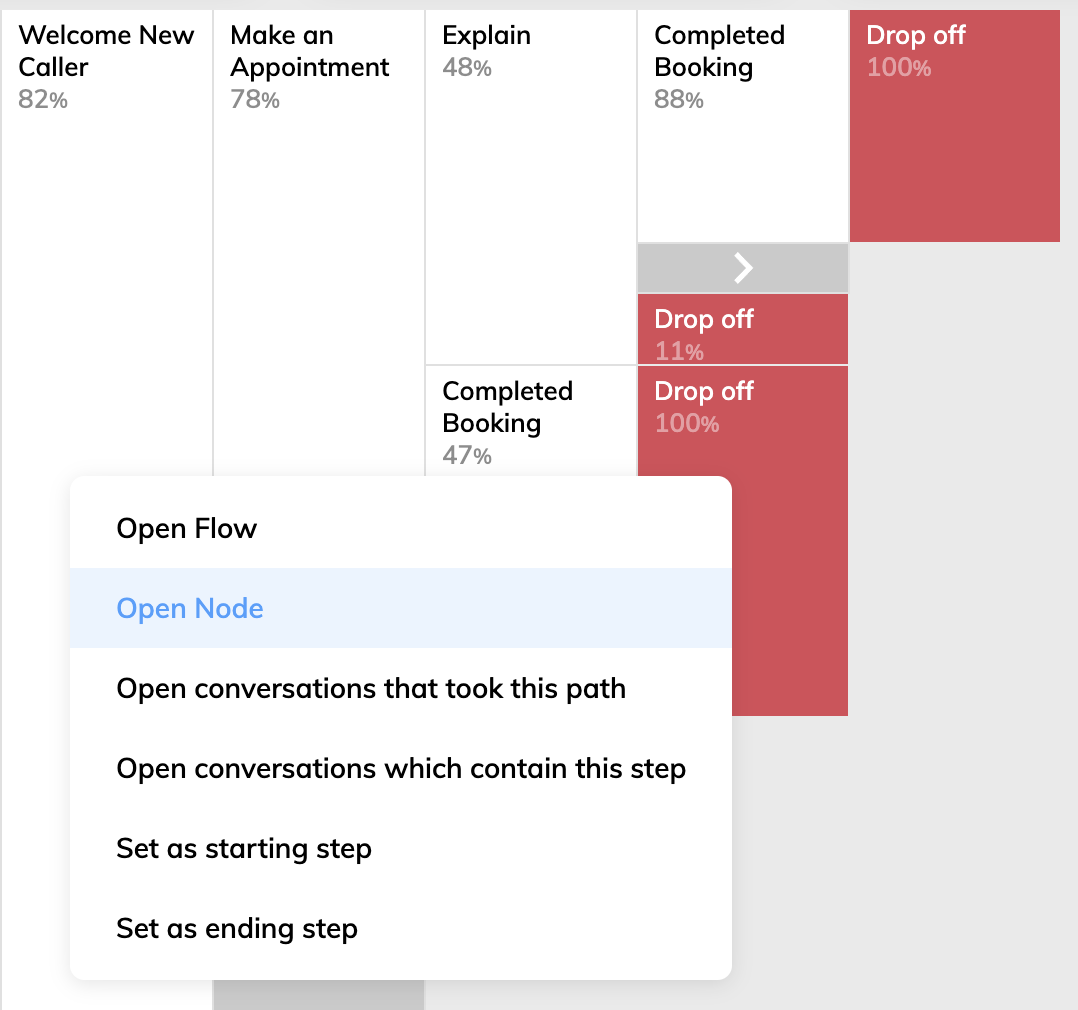 Welcome New
Caller
82%
Make an
Appointment
78%
Explain
48%
Completed
Booking
88%
Drop off
100%
Drop off
11%
Completed
Booking
47%
Drop off
100%
Open Flow
Open Node
Open conversations that took this path
Open conversations which contain this step
Set as starting step
Set as ending step